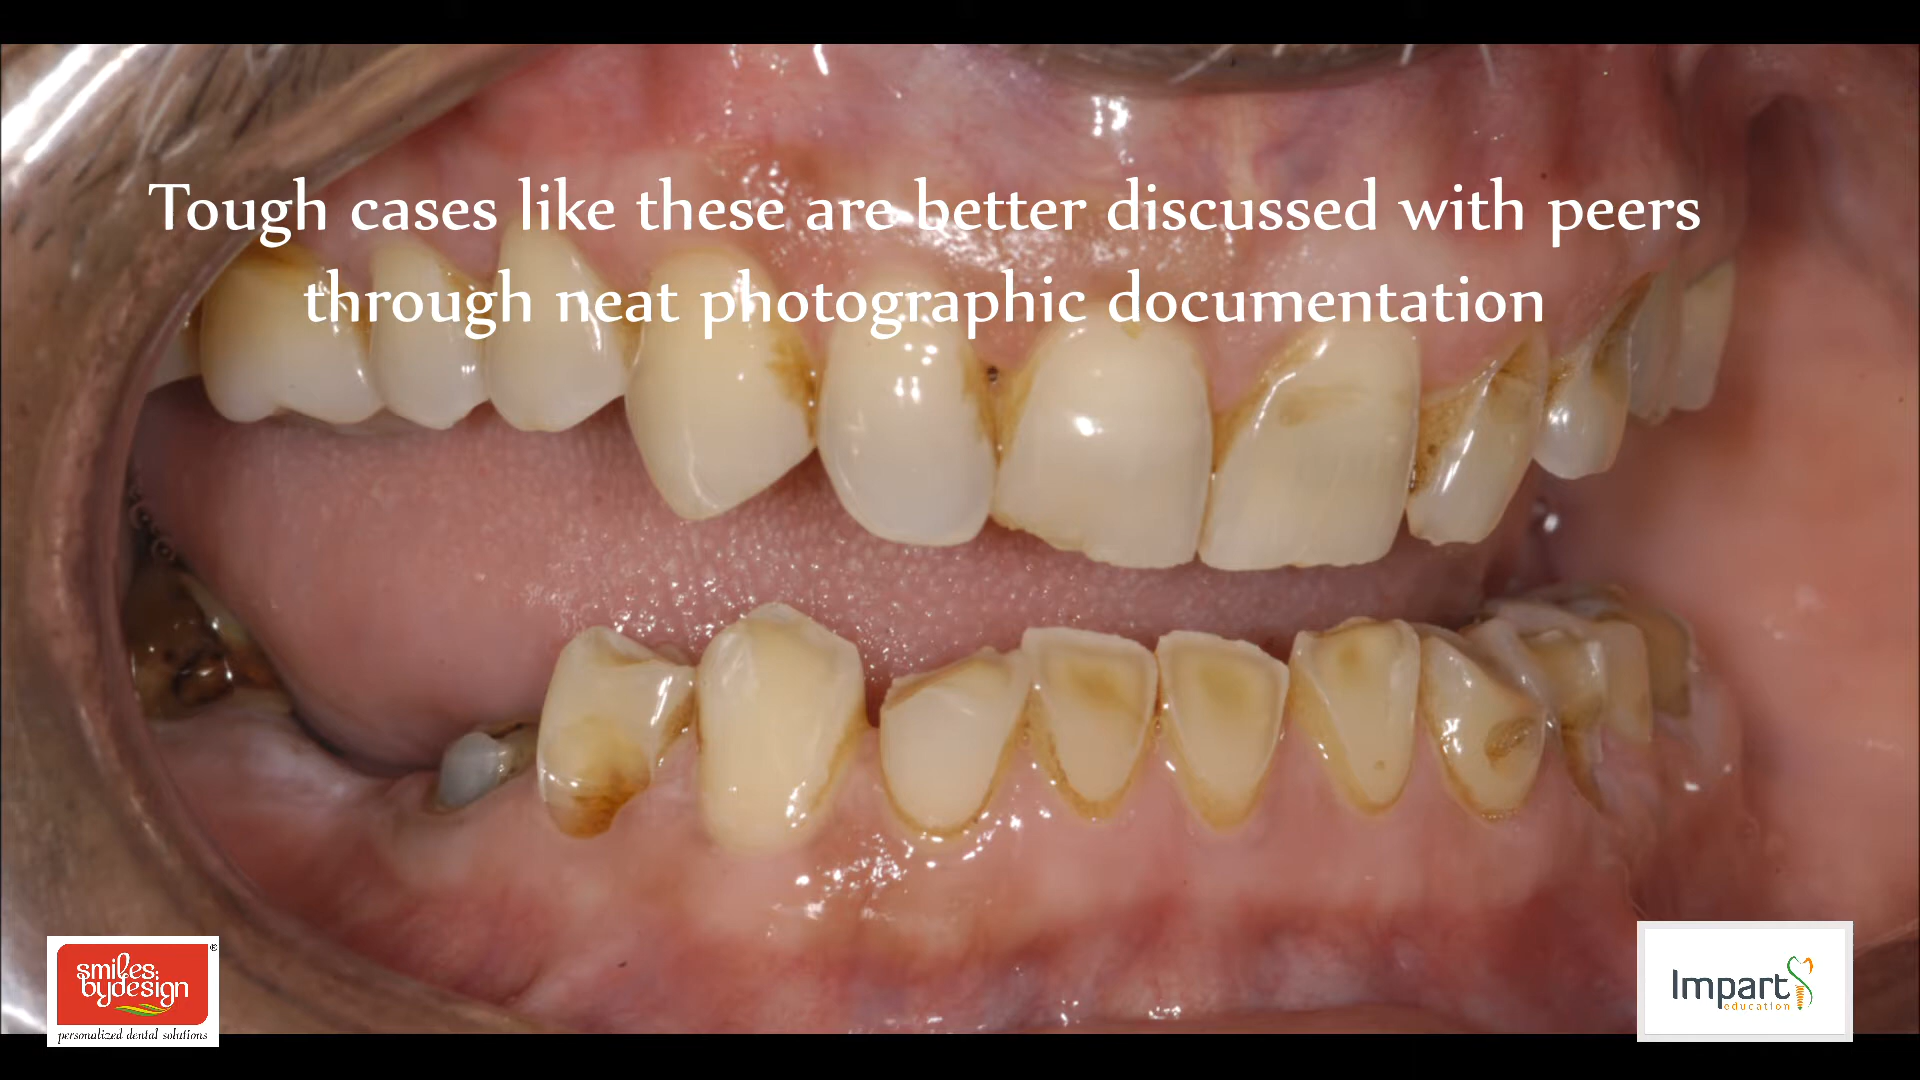 Tough cases like these are better discussed with peers
through neat photographic documentation
smiles
bydesign
®
personalized dental solutions
Impart
education